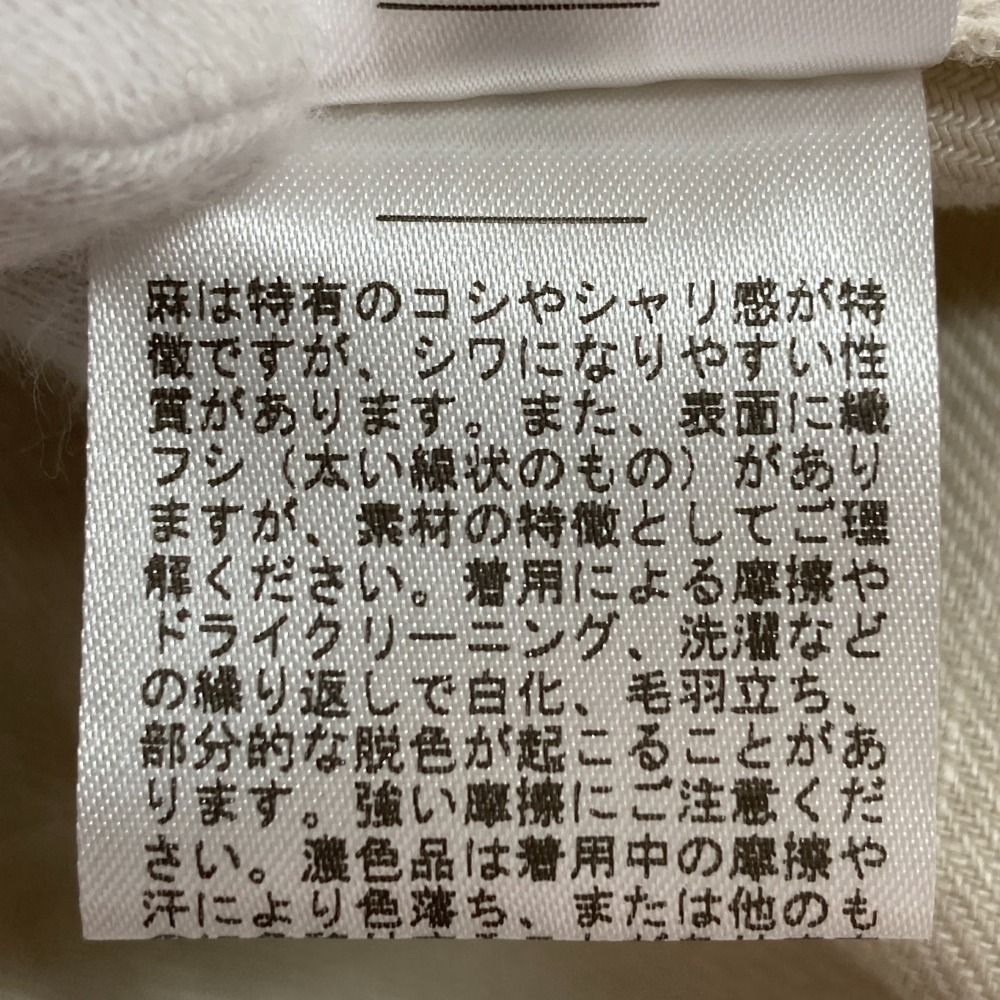 麻は特有のコシやシャリ感が特
徴ですが、シワになりやすい性
質があります。また、表面に繊
フシ（太い線状のもの）があり
ますが、素材の特徴としてご理
解ください。着用による摩擦や
ドライクリーニング、洗濯など
の繰り返しで白化、毛羽立ち、
部分的な脱色が起こることがあ
ります。強い摩擦にご注意くだ
さい。濃色品は着用中の摩擦や
汗により色落ち、または他のも